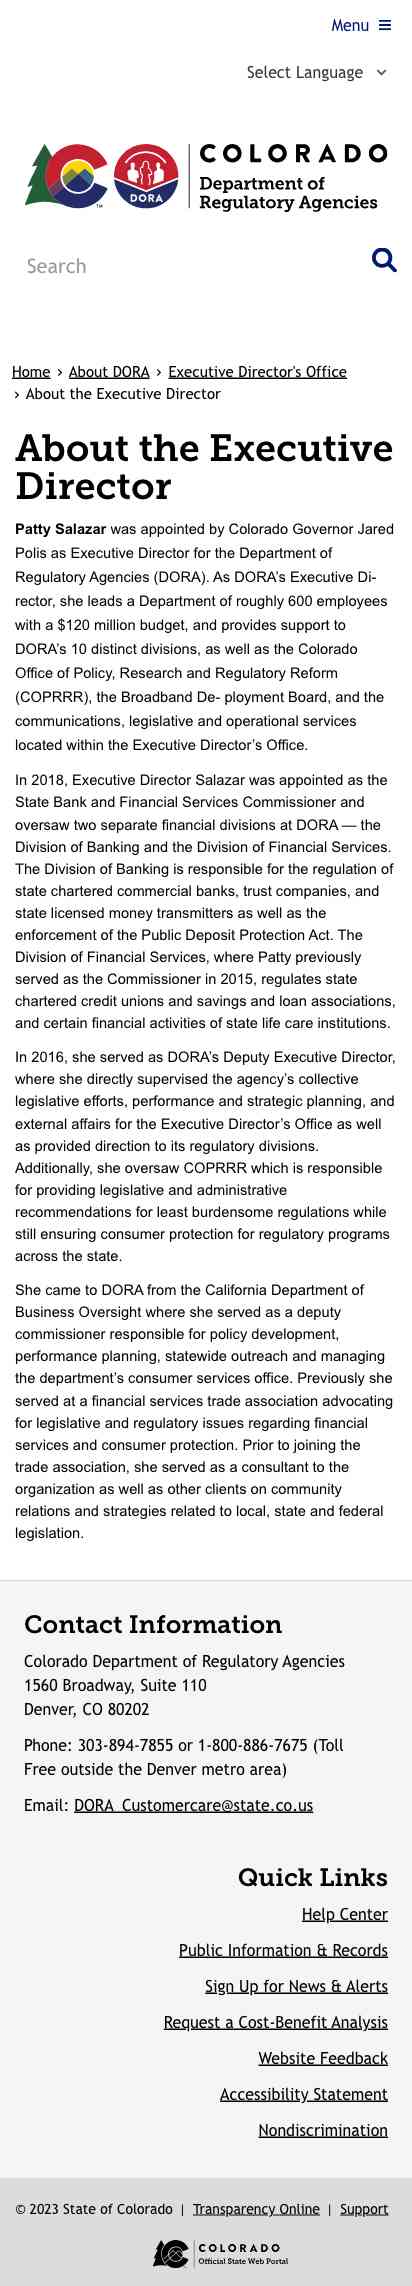 Menu
Select Language
DORA
COLORADO
Department of
Regulatory Agencies
Search
Home › About DORA › Executive Director's Office
› About the Executive Director
About the Executive
Director
Patty Salazar was appointed by Colorado Governor Jared
Polis as Executive Director for the Department of
Regulatory Agencies (DORA). As DORA’s Executive Di-
rector, she leads a Department of roughly 600 employees
with a $120 million budget, and provides support to
DORA’s 10 distinct divisions, as well as the Colorado
Office of Policy, Research and Regulatory Reform
(COPRRR), the Broadband De- ployment Board, and the
communications, legislative and operational services
located within the Executive Director’s Office.
In 2018, Executive Director Salazar was appointed as the
State Bank and Financial Services Commissioner and
oversaw two separate financial divisions at DORA — the
Division of Banking and the Division of Financial Services.
The Division of Banking is responsible for the regulation of
state chartered commercial banks, trust companies, and
state licensed money transmitters as well as the
enforcement of the Public Deposit Protection Act. The
Division of Financial Services, where Patty previously
served as the Commissioner in 2015, regulates state
chartered credit unions and savings and loan associations,
and certain financial activities of state life care institutions.
In 2016, she served as DORA’s Deputy Executive Director,
where she directly supervised the agency’s collective
legislative efforts, performance and strategic planning, and
external affairs for the Executive Director’s Office as well
as provided direction to its regulatory divisions.
Additionally, she oversaw COPRRR which is responsible
for providing legislative and administrative
recommendations for least burdensome regulations while
still ensuring consumer protection for regulatory programs
across the state.
She came to DORA from the California Department of
Business Oversight where she served as a deputy
commissioner responsible for policy development,
performance planning, statewide outreach and managing
the department’s consumer services office. Previously she
served at a financial services trade association advocating
for legislative and regulatory issues regarding financial
services and consumer protection. Prior to joining the
trade association, she served as a consultant to the
organization as well as other clients on community
relations and strategies related to local, state and federal
legislation.
Contact Information
Colorado Department of Regulatory Agencies
1560 Broadway, Suite 110
Denver, CO 80202
Phone: 303-894-7855 or 1-800-886-7675 (Toll
Free outside the Denver metro area)
Email: DORA_Customercare@state.co.us
Quick Links
Help Center
Public Information & Records
Sign Up for News & Alerts
Request a Cost-Benefit Analysis
Website Feedback
Accessibility Statement
Nondiscrimination
© 2023 State of Colorado | Transparency Online | Support
COLORADO
Official State Web Portal